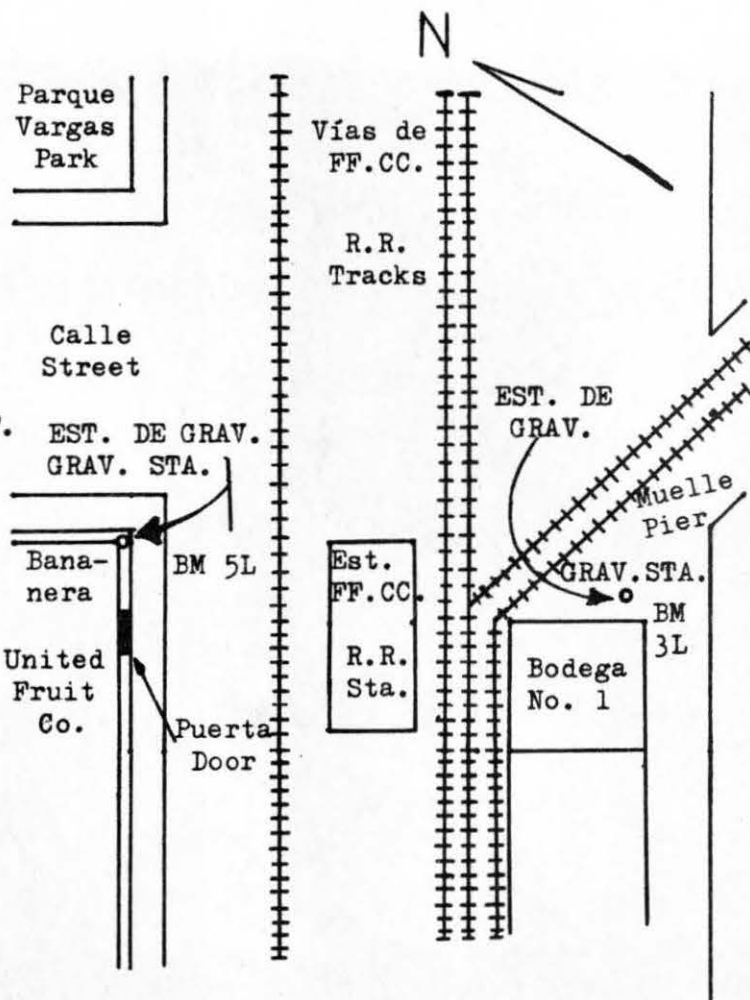 N
Parque
Vargas
Park
Vías de
FF.CC.
R.R.
Tracks
Calle
Street
EST. DE GRAV.
GRAV. STA.
EST. DE
GRAV.
Muelle
Pier
Bana-
nera
BM 5L
United
Fruit
Co.
Puerta
Door
Est.
FF.CC.
R.R.
Sta.
GRAV.STA.
BM
3L
Bodega
No. 1